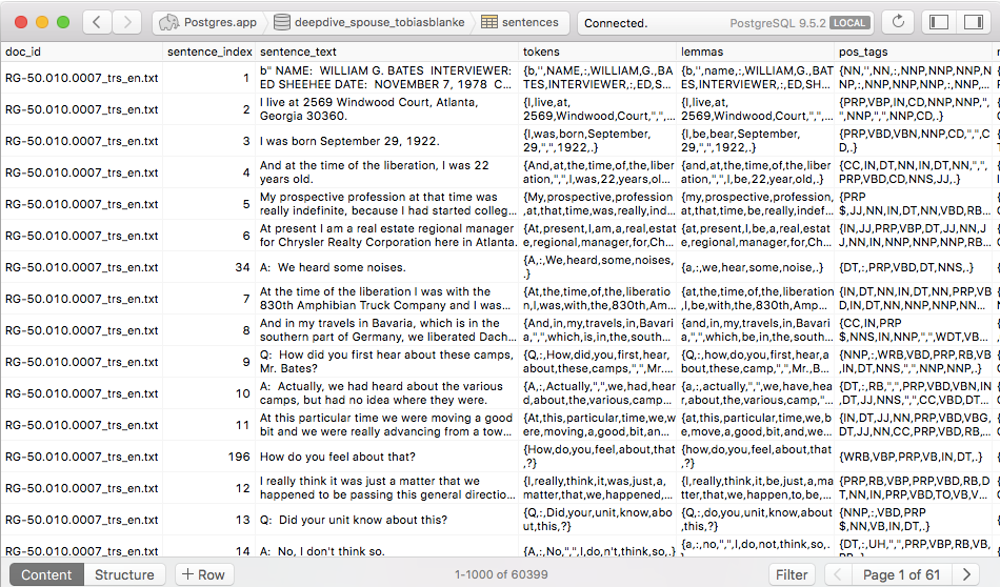 Postgres.app deepdive_spouse_tobiasblanke sentences Connected. PostgreSQL 9.5.2 LOCAL
doc_id sentence_index sentence_text tokens lemmas pos_tags
RG-50.010.0007_trs_en.txt 1 b" NAME: WILLIAM G. BATES INTERVIEWER: {b,'',NAME,:,WILLIAM,G.,BA {b,'',name,:,WILLIAM,G.,BAT {NN,'',NN,:,NNP,NNP,NNP,N
ED SHEEHEE DATE: NOVEMBER 7, 1978 C... TES,INTERVIEWER,:,ED,SHE... ES,INTERVIEWER,:,ED,SH... NP,:,NNP,NNP,NNP,:,NNP,...
RG-50.010.0007_trs_en.txt 2 I live at 2569 Windwood Court, Atlanta, {I,live,at, {I,live,at, {PRP,VBP,IN,CD,NNP,NNP,",
Georgia 30360. 2569,Windwood,Court,",",... 2569,Windwood,Court,",",... ",NNP,",",NNP,CD,.}
RG-50.010.0007_trs_en.txt 3 I was born September 29, 1922. {I,was,born,September, {I,be,bear,September, {PRP,VBD,VBN,NNP,CD,",",C
29,",",1922,.} 29,",",1922,.} D,.}
RG-50.010.0007_trs_en.txt 4 And at the time of the liberation, I was 22 {And,at,the,time,of,the,liber {and,at,the,time,of,the,liber {CC,IN,DT,NN,IN,DT,NN,",",
years old. ation,",",I,was,22,years,ol... ation,",",I,be,22,year,old,.} PRP,VBD,CD,NNS,JJ,.}
RG-50.010.0007_trs_en.txt 5 My prospective profession at that time was {My,prospective,profession {my,prospective,profession, {PRP
really indefinite, because I had started colleg... ,at,that,time,was,really,ind... at,that,time,be,really,indef... $,JJ,NN,IN,DT,NN,VBD,RB...
RG-50.010.0007_trs_en.txt 6 At present I am a real estate regional manager {At,present,I,am,a,real,esta {at,present,I,be,a,real,estat {IN,JJ,PRP,VBP,DT,JJ,NN,J
for Chrysler Realty Corporation here in Atlanta. te,regional,manager,for,Ch... e,regional,manager,for,Chr... J,NN,IN,NNP,NNP,NNP,RB...
RG-50.010.0007_trs_en.txt 34 A: We heard some noises. {A,:,We,heard,some,noises, {a,:,we,hear,some,noise,.} {DT,:,PRP,VBD,DT,NNS,.}
.}
RG-50.010.0007_trs_en.txt 7 At the time of the liberation I was with the {At,the,time,of,the,liberatio {at,the,time,of,the,liberation {IN,DT,NN,IN,DT,NN,PRP,VB
830th Amphibian Truck Company and I was... n,I,was,with,the,830th,Am... ,I,be,with,the,830th,Amp... D,IN,DT,NN,NNP,NNP,NN...
RG-50.010.0007_trs_en.txt 8 And in my travels in Bavaria, which is in the {And,in,my,travels,in,Bavari {and,in,my,travels,in,Bavaria {CC,IN,PRP
southern part of Germany, we liberated Dach... a,",",which,is,in,the,south... ,",",which,be,in,the,south... $,NNS,IN,NNP,",",WDT,VB...
RG-50.010.0007_trs_en.txt 9 Q: How did you first hear about these camps, {Q,:,How,did,you,first,hear, {Q,:,how,do,you,first,hear,a {NNP,:,WRB,VBD,PRP,RB,VB
Mr. Bates? about,these,camps,",",Mr.... bout,these,camp,",",Mr.,B... ,IN,DT,NNS,",",NNP,NNP,.}
RG-50.010.0007_trs_en.txt 10 A: Actually, we had heard about the various {A,:,Actually,",",we,had,hear {a,:,actually,",",we,have,hear {DT,:,RB,",",PRP,VBD,VBN,IN
camps, but had no idea where they were. d,about,the,various,camp... ,about,the,various,camp,"... ,DT,JJ,NNS,",",CC,VBD,DT...
RG-50.010.0007_trs_en.txt 11 At this particular time we were moving a good {At,this,particular,time,we,w {at,this,particular,time,we,b {IN,DT,JJ,NN,PRP,VBD,VBG,
bit and we were really advancing from a tow... ere,moving,a,good,bit,an... e,move,a,good,bit,and,we... DT,JJ,NN,CC,PRP,VBD,RB,...
RG-50.010.0007_trs_en.txt 196 How do you feel about that? {How,do,you,feel,about,that {how,do,you,feel,about,that {WRB,VBP,PRP,VB,IN,DT,.}
,?} ,?}
RG-50.010.0007_trs_en.txt 12 I really think it was just a matter that we {I,really,think,it,was,just,a,m {I,really,think,it,be,just,a,ma {PRP,RB,VBP,PRP,VBD,RB,D
happened to be passing this general directio... atter,that,we,happened,... tter,that,we,happen,to,be,... T,NN,IN,PRP,VBD,TO,VB,V...
RG-50.010.0007_trs_en.txt 13 Q: Did your unit know about this? {Q,:,Did,your,unit,know,abo {Q,:,do,you,unit,know,about {NNP,:,VBD,PRP
ut,this,?} ,this,?} $,NN,VB,IN,DT,.}
RG-50.010.0007_trs_en.txt 14 A: No, I don't think so. {A,:,No,",",I,do,n't,think,so,.} {a,:,no,",",I,do,not,think,so,. {DT,:,UH,",",PRP,VBP,RB,VB,
Content Structure + Row 1-1000 of 60399 Filter Page 1 of 61